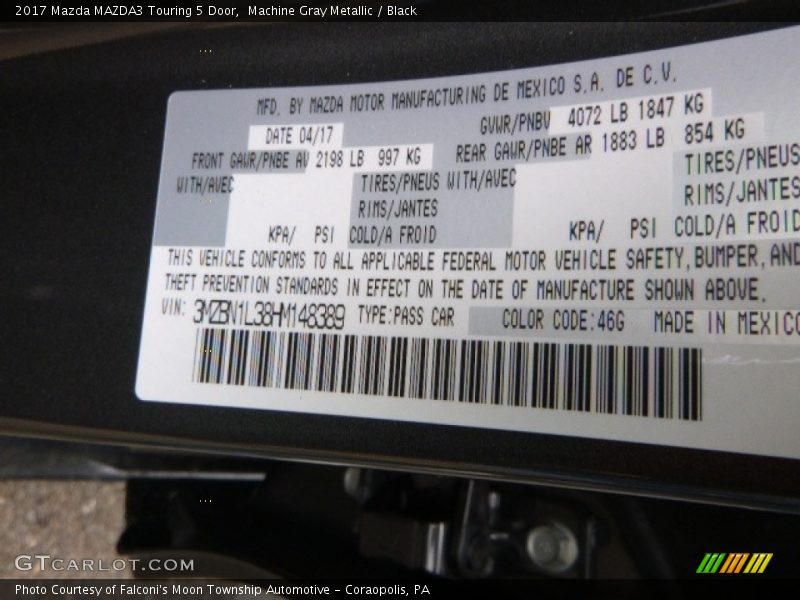 2017 Mazda MAZDA3 Touring 5 Door,  Machine Gray Metallic / Black
MFD. BY MAZDA MOTOR MANUFACTURING DE MEXICO S.A. DE C.V.
DATE 04/17 GVWR/PNBV 4072 LB 1847 KG
FRONT GAWR/PNBE AV 2198 LB 997 KG REAR GAWR/PNBE AR 1883 LB 854 KG
WITH/AVEC TIRES/PNEUS WITH/AVEC TIRES/PNEUS
RIMS/JANTES RIMS/JANTES
KPA/ PSI COLD/A FROID KPA/ PSI COLD/A FROID
THIS VEHICLE CONFORMS TO ALL APPLICABLE FEDERAL MOTOR VEHICLE SAFETY, BUMPER, AND
THEFT PREVENTION STANDARDS IN EFFECT ON THE DATE OF MANUFACTURE SHOWN ABOVE.
VIN: 3MZBN1L38HM148389 TYPE:PASS CAR COLOR CODE:46G MADE IN MEXICO
GTCARLOT.COM
Photo Courtesy of Falconi's Moon Township Automotive - Coraopolis, PA